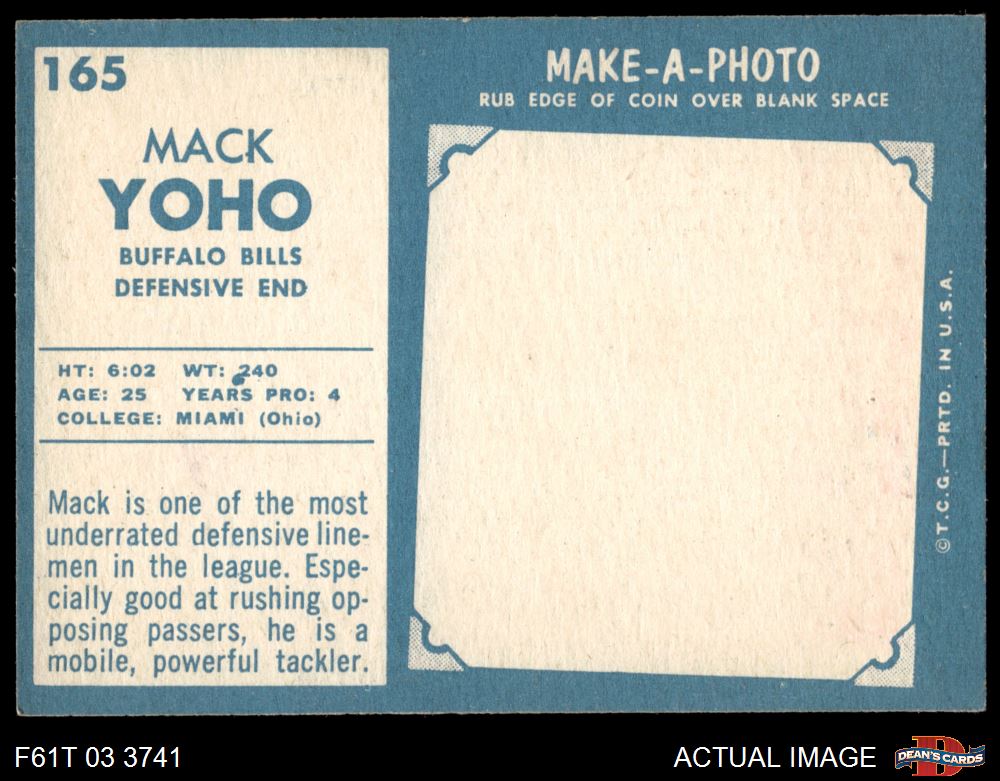 165
MACK
YOHO
BUFFALO BILLS
DEFENSIVE END
HT: 6:02 WT: 240
AGE: 25 YEARS PRO: 4
COLLEGE: MIAMI (Ohio)
Mack is one of the most
underrated defensive line-
men in the league. Espe-
cially good at rushing op-
posing passers, he is a
mobile, powerful tackler.
MAKE-A-PHOTO
RUB EDGE OF COIN OVER BLANK SPACE
©T.C.G.—PRTD. IN U.S.A.
F61T 03 3741
ACTUAL IMAGE
D
DEAN'S CARDS